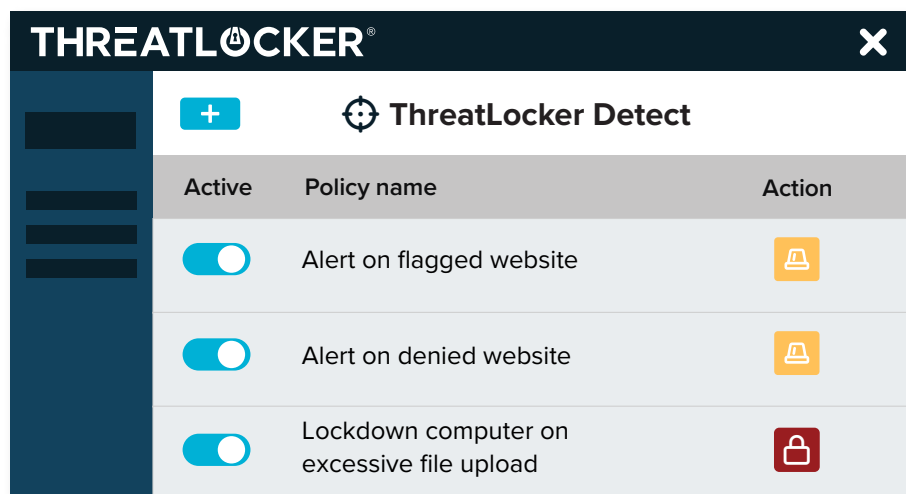 THREATLOCKER®
ThreatLocker Detect
Active Policy name Action
Alert on flagged website
Alert on denied website
Lockdown computer on
excessive file upload